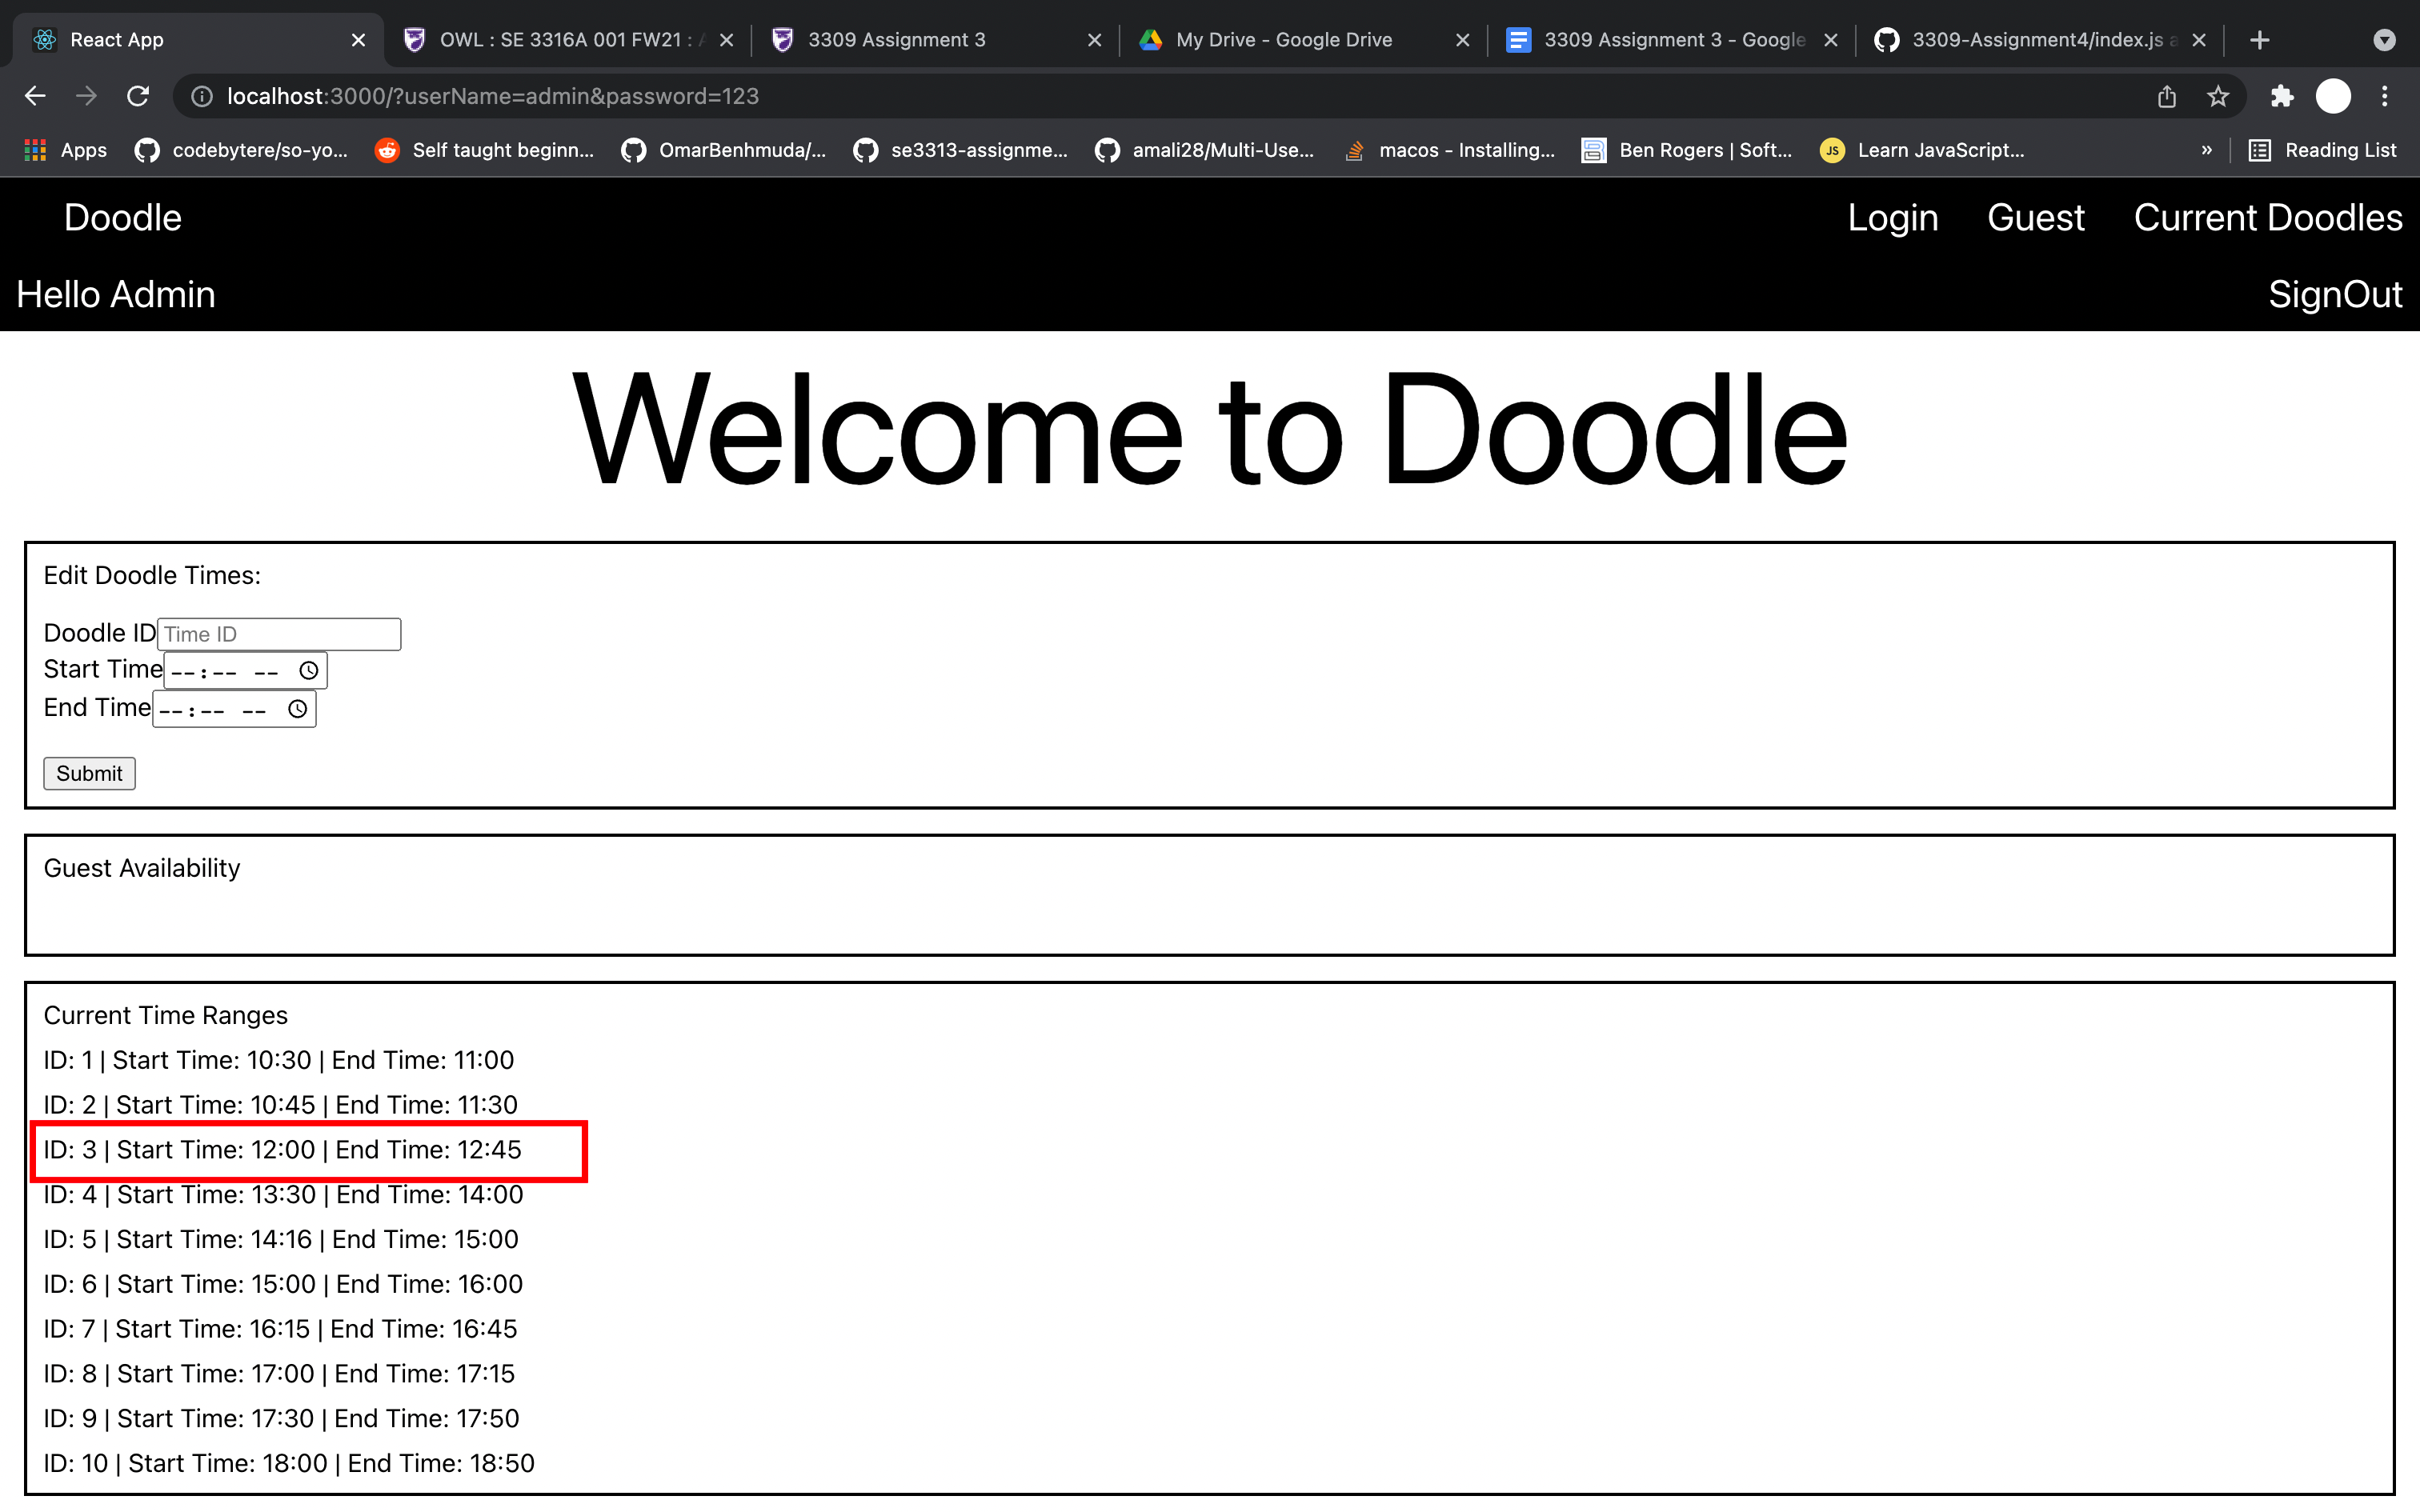 React App
OWL : SE 3316A 001 FW21 :
3309 Assignment 3
My Drive - Google Drive
3309 Assignment 3 - Google
3309-Assignment4/index.js
localhost:3000/?userName=admin&password=123
Apps
codebytere/so-yo...
Self taught beginn...
OmarBenhmuda/...
se3313-assignme...
amali28/Multi-Use...
macos - Installing...
Ben Rogers | Soft...
JS
Learn JavaScript...
»
Reading List
Doodle
Login
Guest
Current Doodles
Hello Admin
SignOut
Welcome to Doodle
Edit Doodle Times:
Doodle ID Time ID
Start Time --:-- --
End Time --:-- --
Submit
Guest Availability
Current Time Ranges
ID: 1 | Start Time: 10:30 | End Time: 11:00
ID: 2 | Start Time: 10:45 | End Time: 11:30
ID: 3 | Start Time: 12:00 | End Time: 12:45
ID: 4 | Start Time: 13:30 | End Time: 14:00
ID: 5 | Start Time: 14:16 | End Time: 15:00
ID: 6 | Start Time: 15:00 | End Time: 16:00
ID: 7 | Start Time: 16:15 | End Time: 16:45
ID: 8 | Start Time: 17:00 | End Time: 17:15
ID: 9 | Start Time: 17:30 | End Time: 17:50
ID: 10 | Start Time: 18:00 | End Time: 18:50